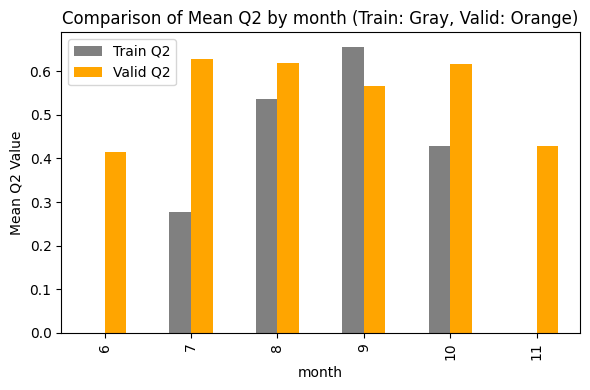 Comparison of Mean Q2 by month (Train: Gray, Valid: Orange)
Train Q2
Valid Q2
Mean Q2 Value
0.6
0.5
0.4
0.3
0.2
0.1
0.0
6 7 8 9 10 11
month